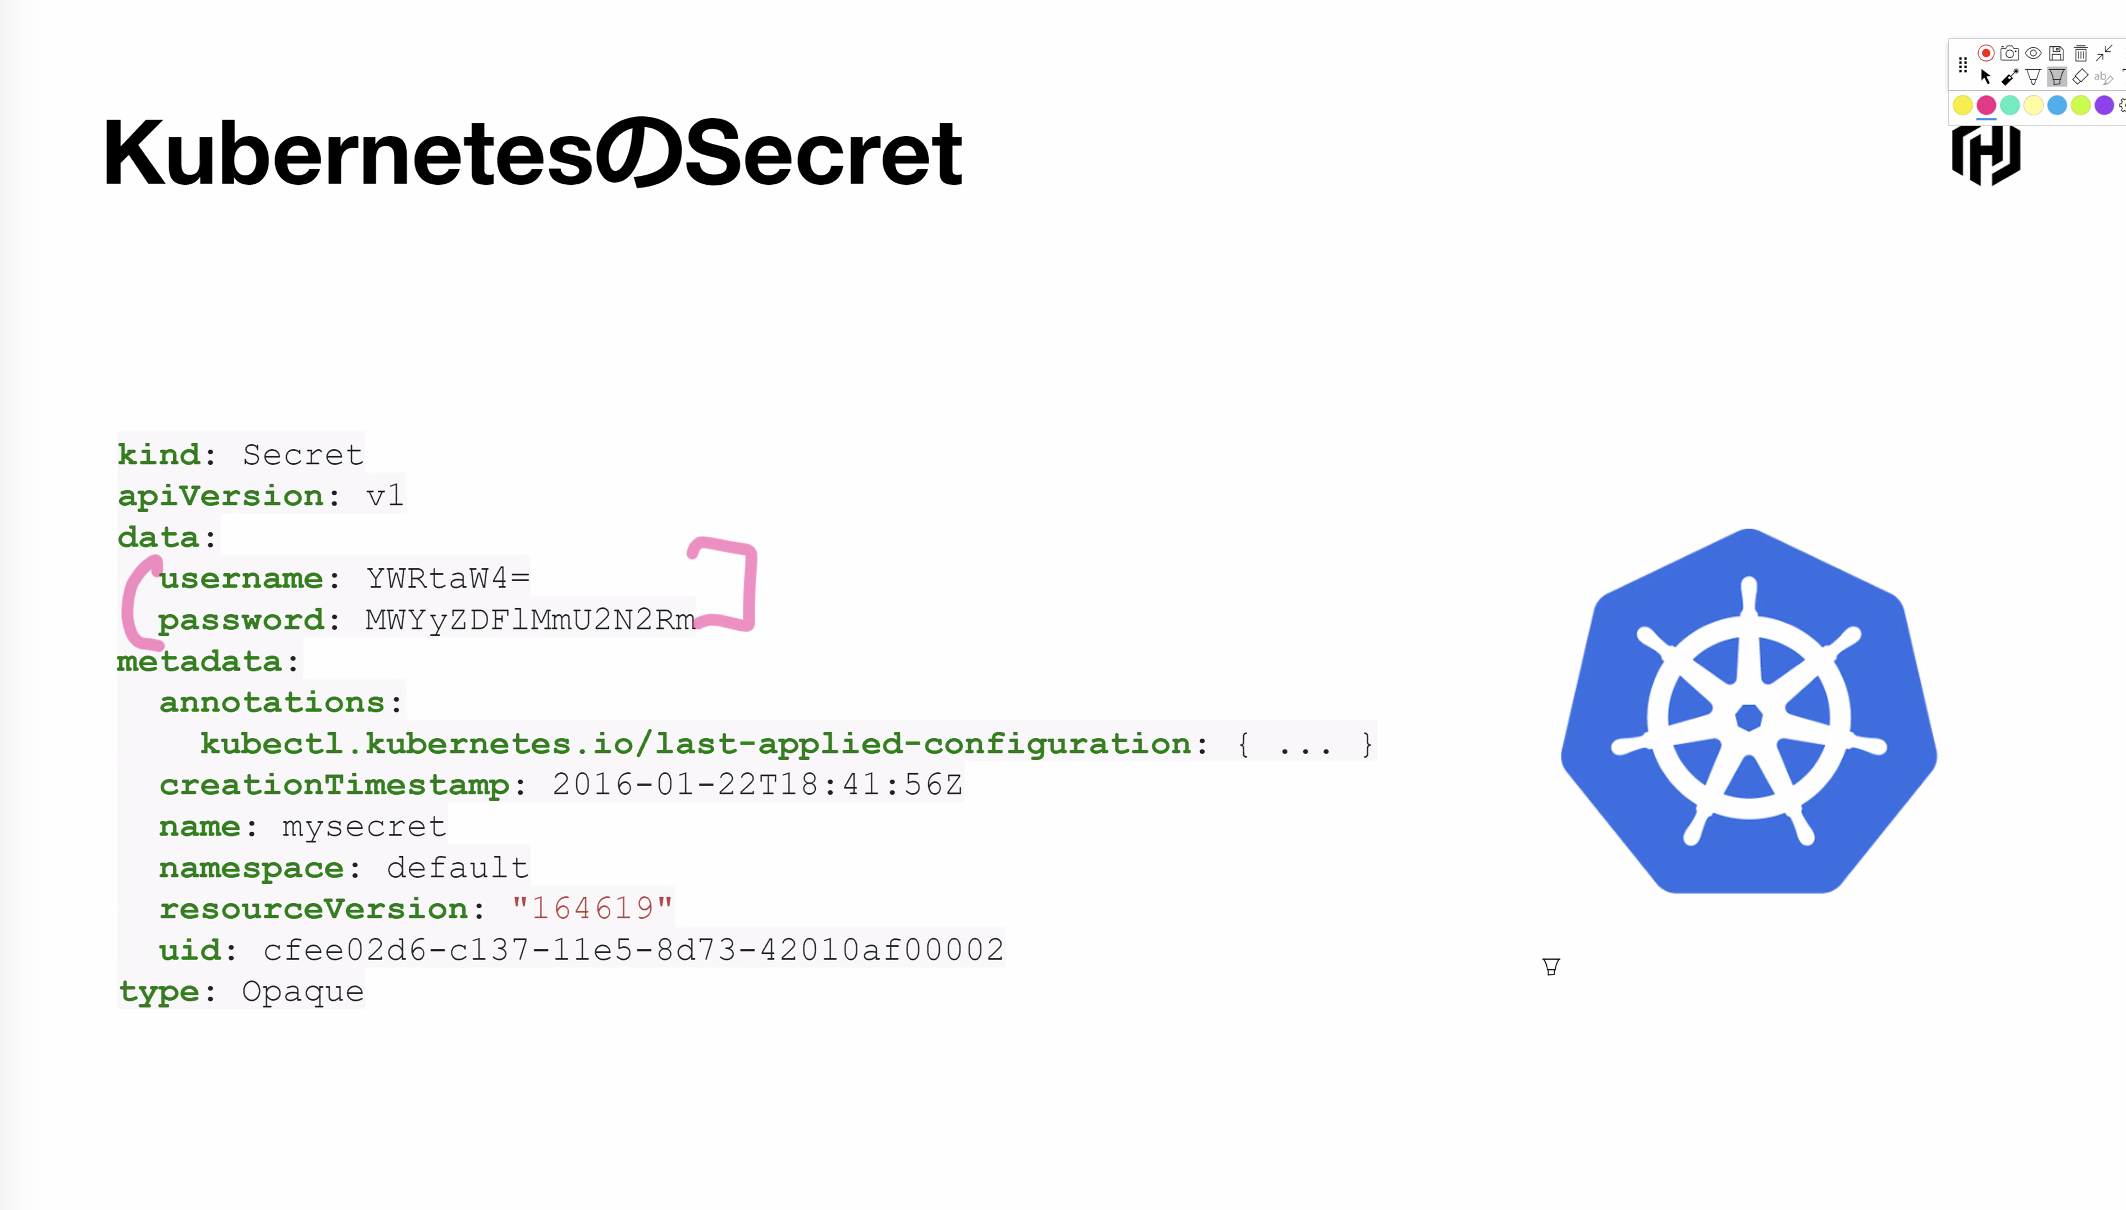 KubernetesのSecret
kind: Secret
apiVersion: v1
data:
  username: YWRtaW4=
  password: MWYyZDFlMmU2N2Rm
metadata:
  annotations:
    kubectl.kubernetes.io/last-applied-configuration: { ... }
  creationTimestamp: 2016-01-22T18:41:56Z
  name: mysecret
  namespace: default
  resourceVersion: "164619"
  uid: cfee02d6-c137-11e5-8d73-42010af00002
type: Opaque